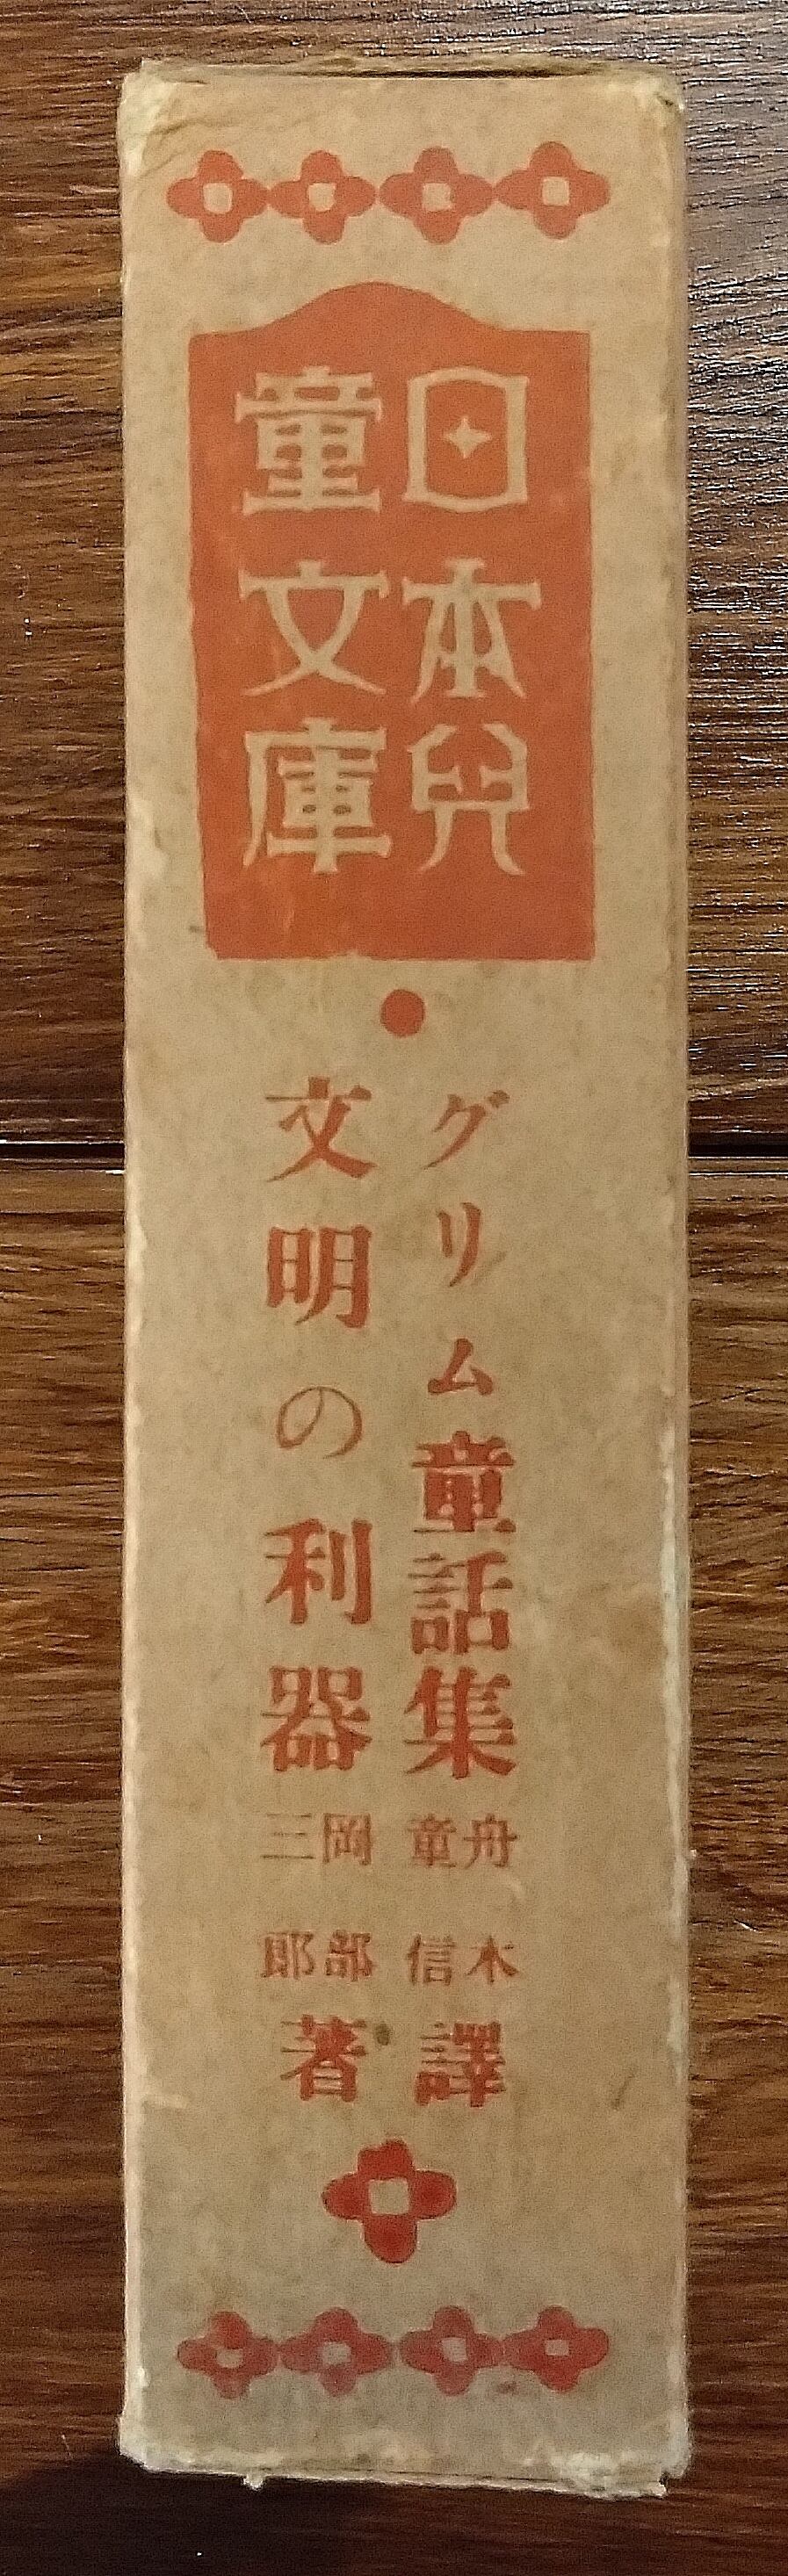 日本兒
童文庫
グリム童話集
舟木
童信
譯
文明の利器
岡部
三郎
著